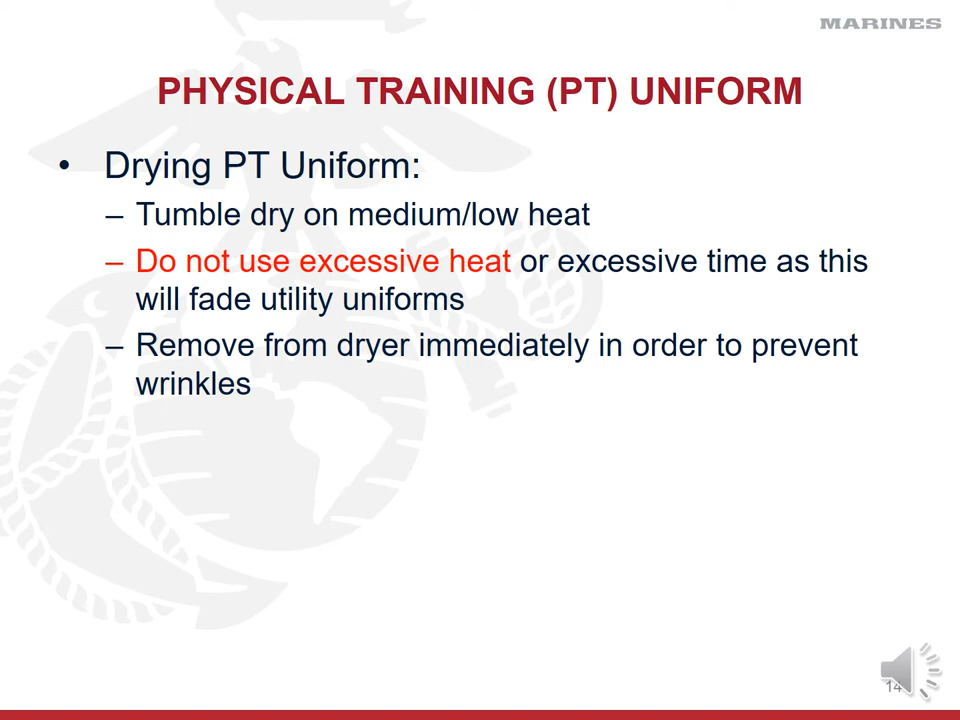 MARINES
PHYSICAL TRAINING (PT) UNIFORM
• Drying PT Uniform:
– Tumble dry on medium/low heat
– Do not use excessive heat or excessive time as this
will fade utility uniforms
– Remove from dryer immediately in order to prevent
wrinkles
14